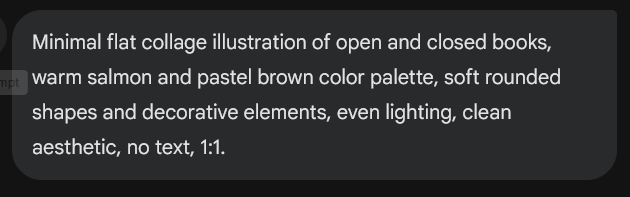 Minimal flat collage illustration of open and closed books,
warm salmon and pastel brown color palette, soft rounded
shapes and decorative elements, even lighting, clean
aesthetic, no text, 1:1.
mpt